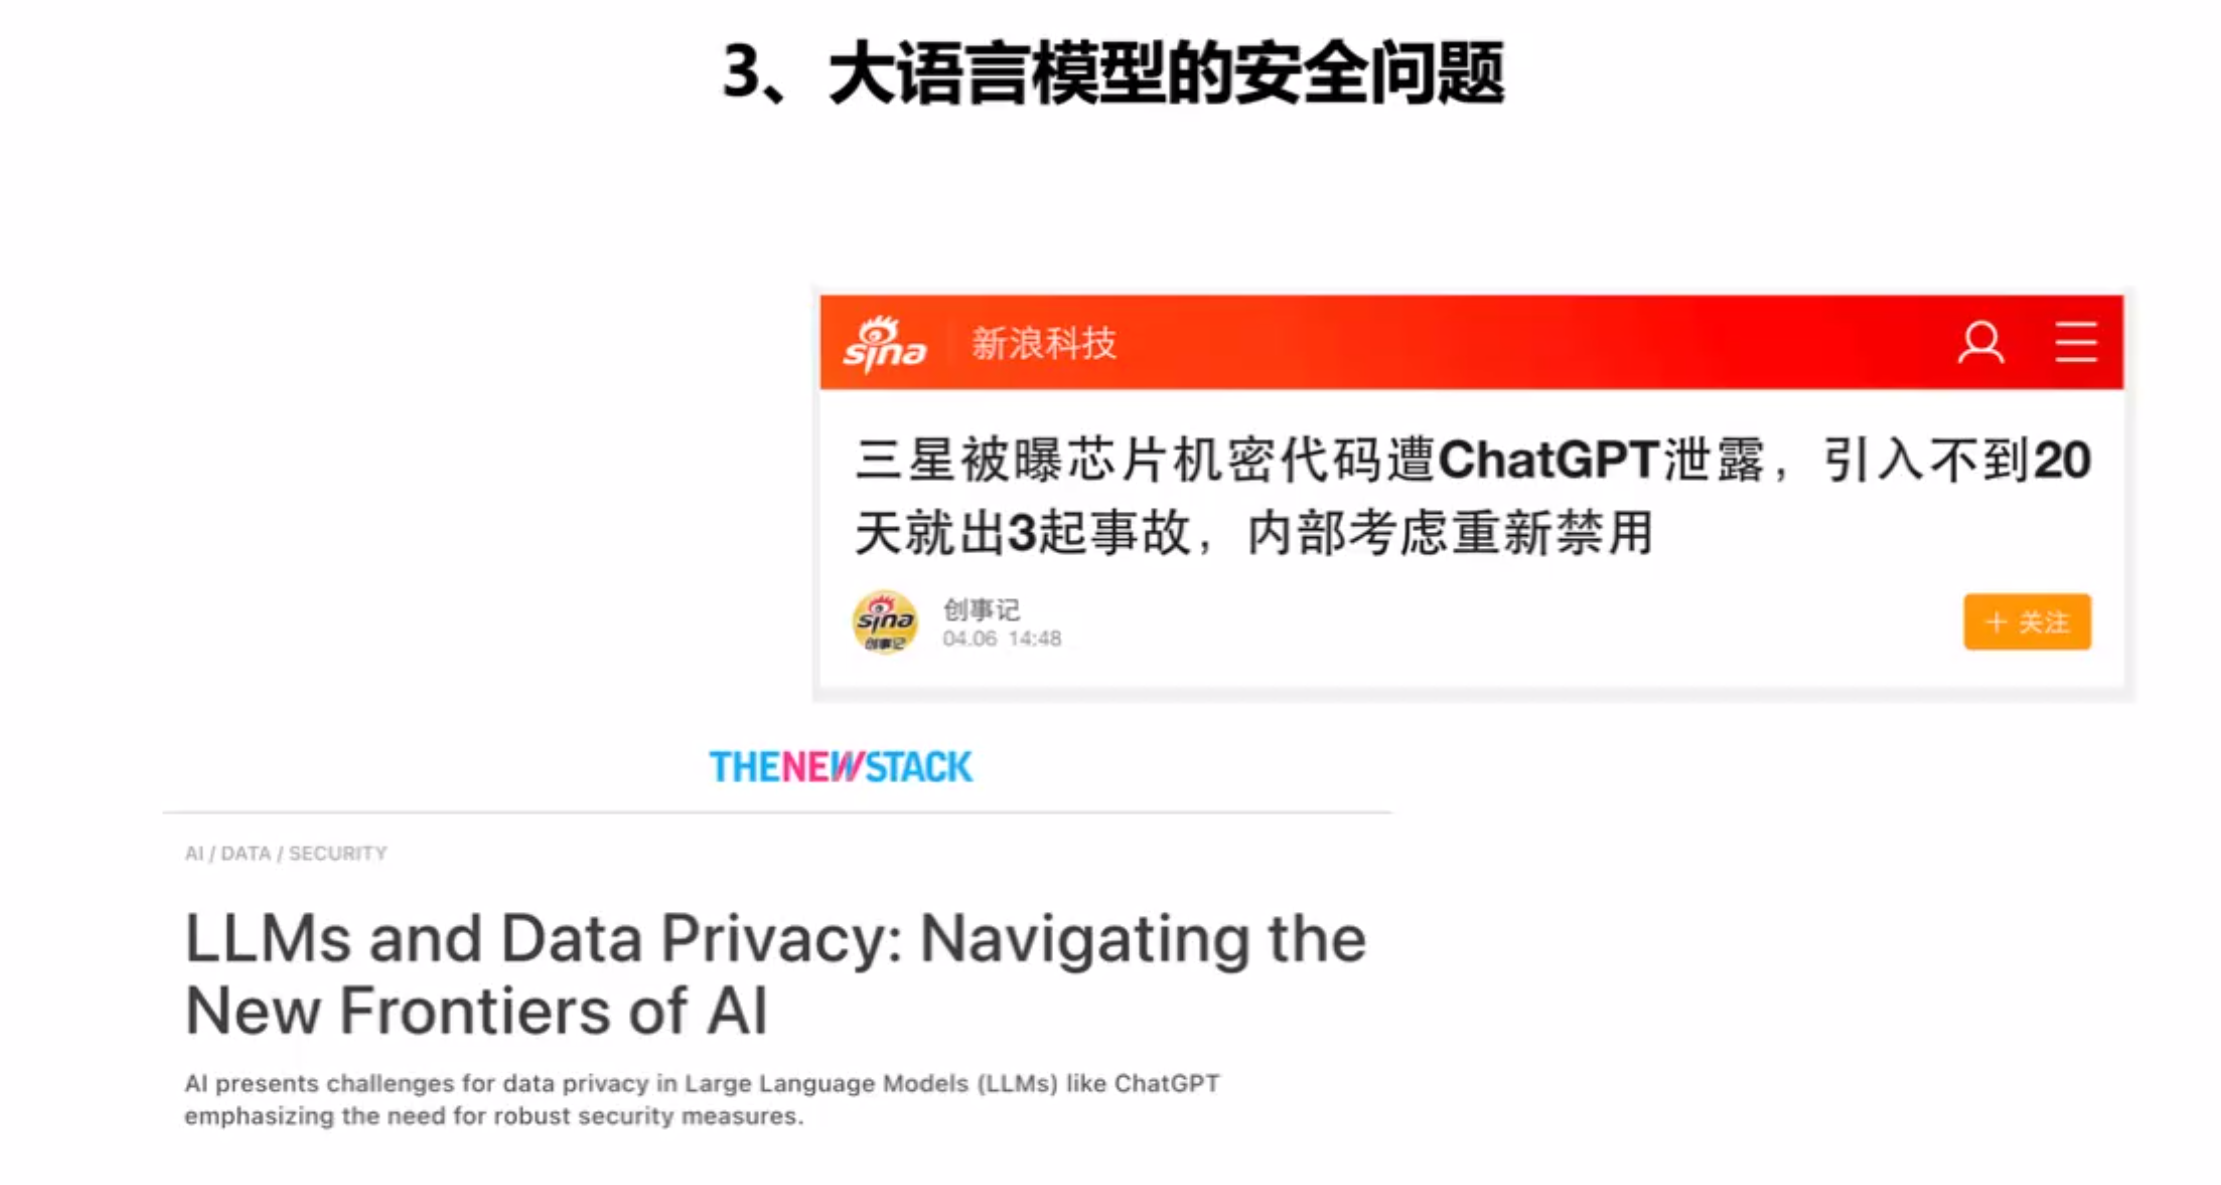 3、大语言模型的安全问题
sina 新浪科技
三星被曝芯片机密代码遭ChatGPT泄露，引入不到20
天就出3起事故，内部考虑重新禁用
sina
创事记
创事记
04.06 14:48
+ 关注
THENEWSTACK
AI / DATA / SECURITY
LLMs and Data Privacy: Navigating the
New Frontiers of AI
AI presents challenges for data privacy in Large Language Models (LLMs) like ChatGPT
emphasizing the need for robust security measures.